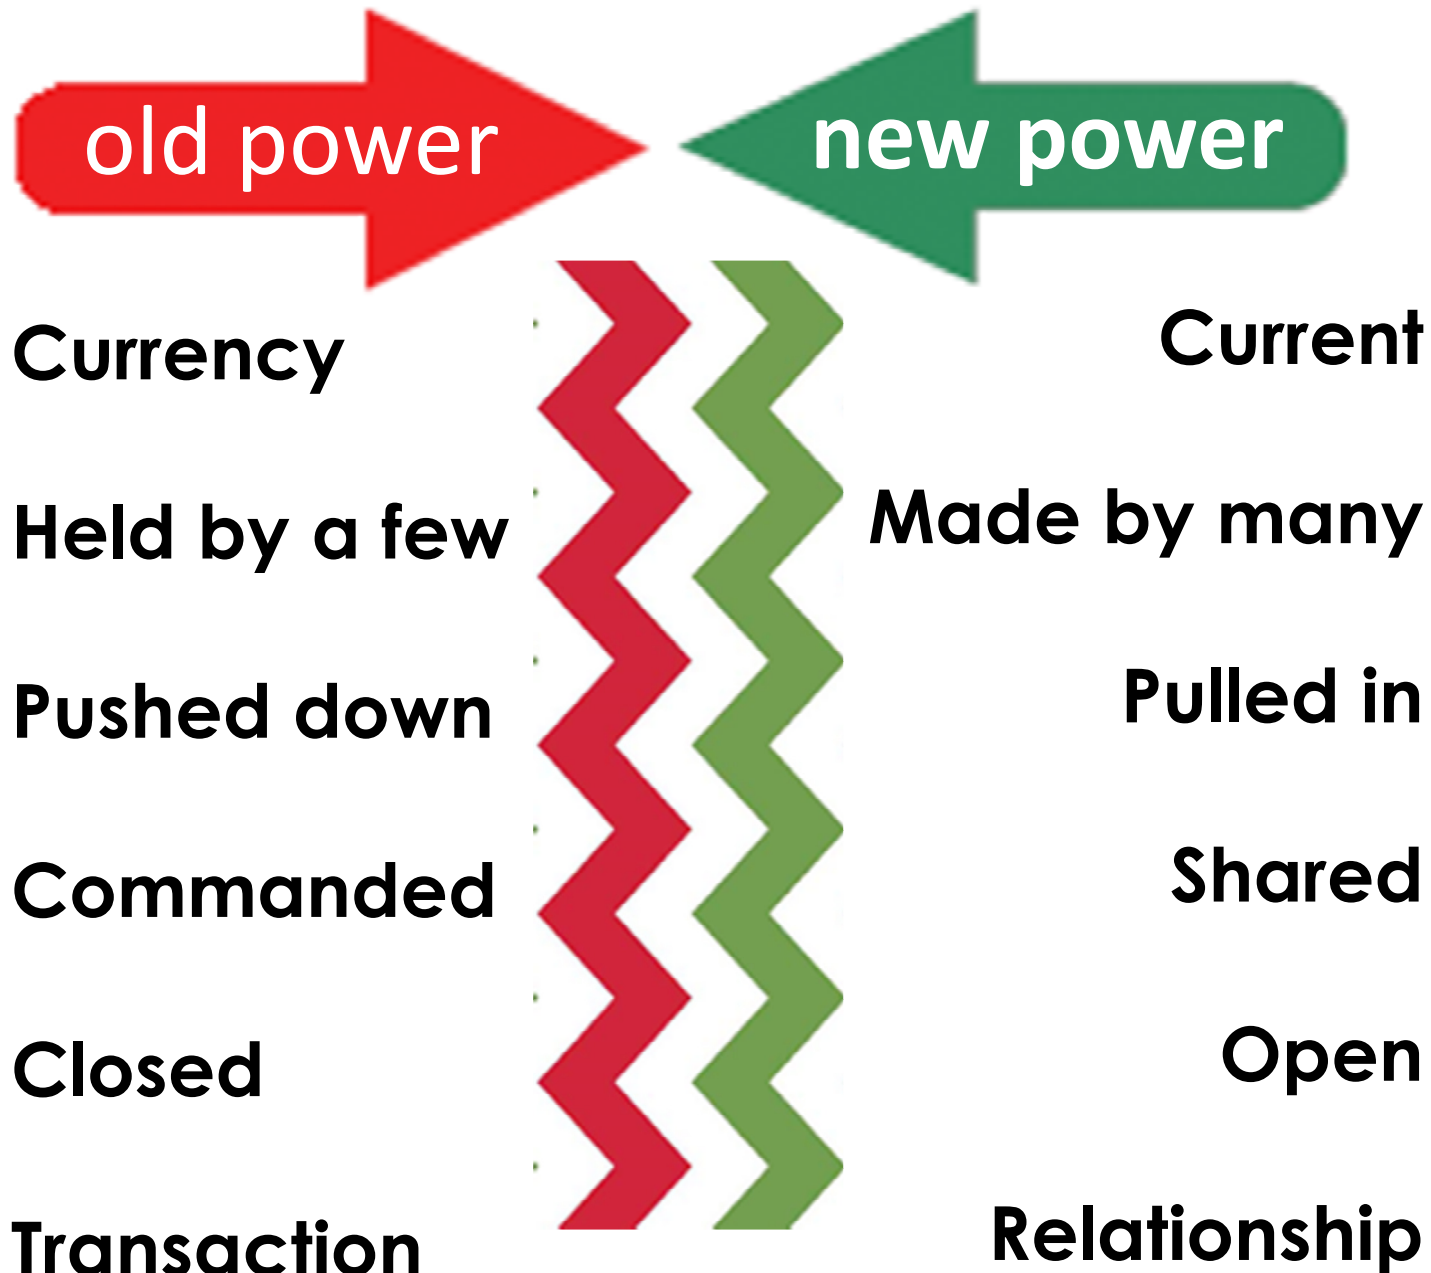 old power
new power
Currency
Current
Held by a few
Made by many
Pushed down
Pulled in
Commanded
Shared
Closed
Open
Transaction
Relationship